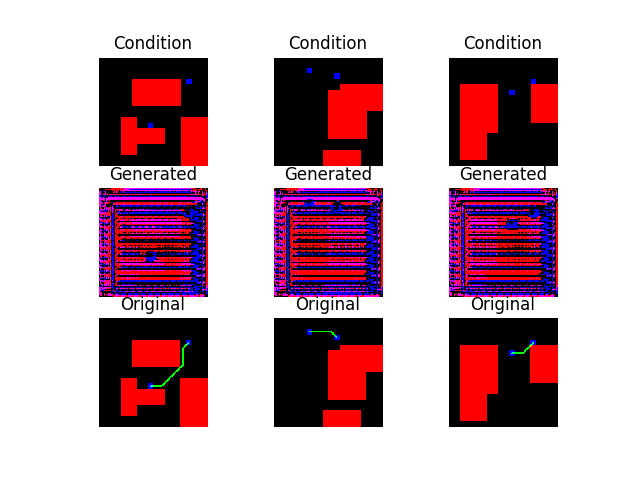 Condition
Condition
Condition
Generated
Generated
Generated
Original
Original
Original